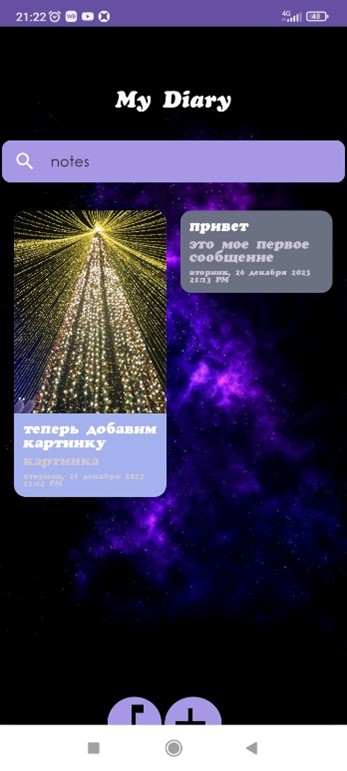 21:22
4G
48
My Diary
notes
теперь добавим
картинку
картинка
вторник, 26 декабря 2023
21:14 PM
привет
это мое первое
сообщение
вторник, 26 декабря 2023
21:13 PM